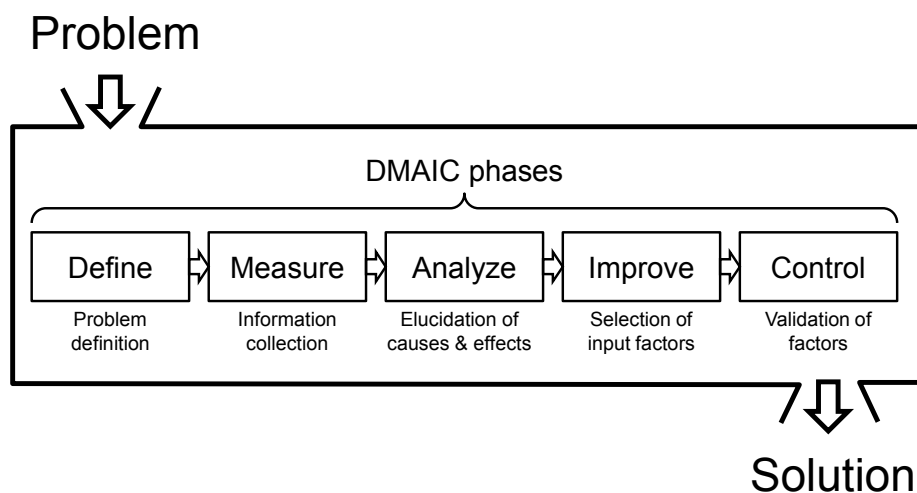 Problem
DMAIC phases
Define
Measure
Analyze
Improve
Control
Problem
definition
Information
collection
Elucidation of
causes & effects
Selection of
input factors
Validation of
factors
Solution